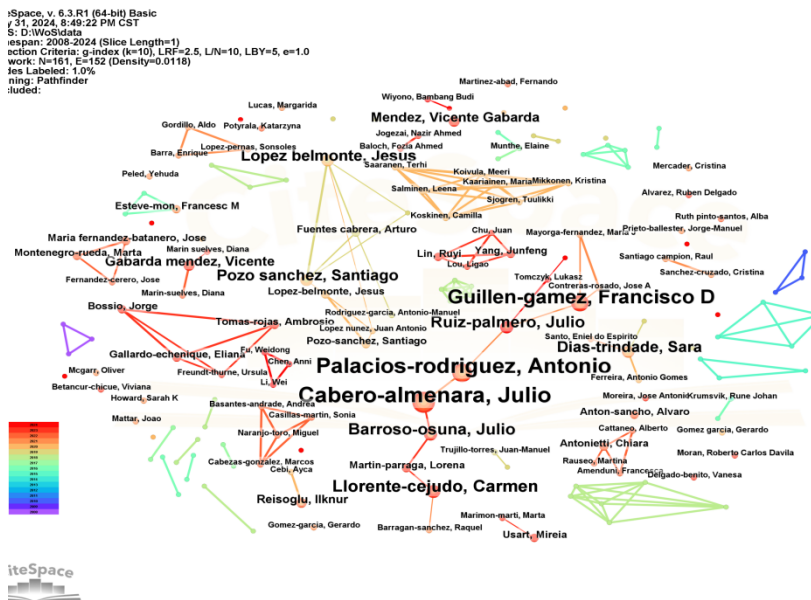 eSpace, v. 6.3.R1 (64-bit) Basic
y 31, 2024, 8:49:22 PM CST
S: D:\WoS\data
espan: 2008-2024 (Slice Length=1)
ection Criteria: g-index (k=10), LRF=2.5, L/N=10, LBY=5, e=1.0
work: N=161, E=152 (Density=0.0118)
des Labeled: 1.0%
ning: Pathfinder
cluded:
Martinez-abad, Fernando
Wiyono, Bambang Budi
Lucas, Margarida
Gordillo, Aldo
Potyrala, Katarzyna
Mendez, Vicente Gabarda
Jogezai, Nazir Ahmed
Lopez-pernas, Sonsoles
Baloch, Fozia Ahmed
Munthe, Elaine
Barra, Enrique
Lopez belmonte, Jesus
Saaranen, Terhi
Peled, Yehuda
Koivula, Meeri
Mercader, Cristina
Kaariainen, Maria
Mikkonen, Kristina
Salminen, Leena
Alvarez, Ruben Delgado
Sjogren, Tuulikki
Esteve-mon, Francesc M
Koskinen, Camilla
Ruth pinto-santos, Alba
Prieto-ballester, Jorge-Manuel
Fuentes cabrera, Arturo
Chu, Juan
Mayorga-fernandez, Maria J
Maria fernandez-batanero, Jose
Marin suelves, Diana
Lin, Ruyi
Yang, Junfeng
Montenegro-rueda, Marta
Santiago campion, Raul
Gabarda mendez, Vicente
Lou, Ligao
Pozo sanchez, Santiago
Tomczyk, Lukasz
Sanchez-cruzado, Cristina
Fernandez-cerero, Jose
Contreras-rosado, Jose A
Marin-suelves, Diana
Lopez-belmonte, Jesus
Guillen-gamez, Francisco D
Bossio, Jorge
Rodriguez-garcia, Antonio-Manuel
Tomas-rojas, Ambrosio
Ruiz-palmero, Julio
Lopez nunez, Juan Antonio
Santo, Eniel do Espirito
Pozo-sanchez, Santiago
Dias-trindade, Sara
Fu, Weidong
Gallardo-echenique, Eliana
Chen, Anni
Palacios-rodriguez, Antonio
Mcgarr, Oliver
Freundt-thurne, Ursula
Ferreira, Antonio Gomes
Li, Wei
Betancur-chicue, Viviana
Howard, Sarah K
Cabero-almenara, Julio
Moreira, Jose Antonio
Krumsvik, Rune Johan
Basantes-andrade, Andrea
Casillas-martin, Sonia
Anton-sancho, Alvaro
Mattar, Joao
Barroso-osuna, Julio
Cattaneo, Alberto
Gomez garcia, Gerardo
Naranjo-toro, Miguel
Antonietti, Chiara
Trujillo-torres, Juan-Manuel
Moran, Roberto Carlos Davila
Cabezas-gonzalez, Marcos
Rauseo, Martina
Cebi, Ayca
Martin-parraga, Lorena
Amenduni, Francesca
Delgado-benito, Vanesa
Llorente-cejudo, Carmen
Reisoglu, Ilknur
Marimon-marti, Marta
Gomez-garcia, Gerardo
Barragan-sanchez, Raquel
Usart, Mireia
iteSpace